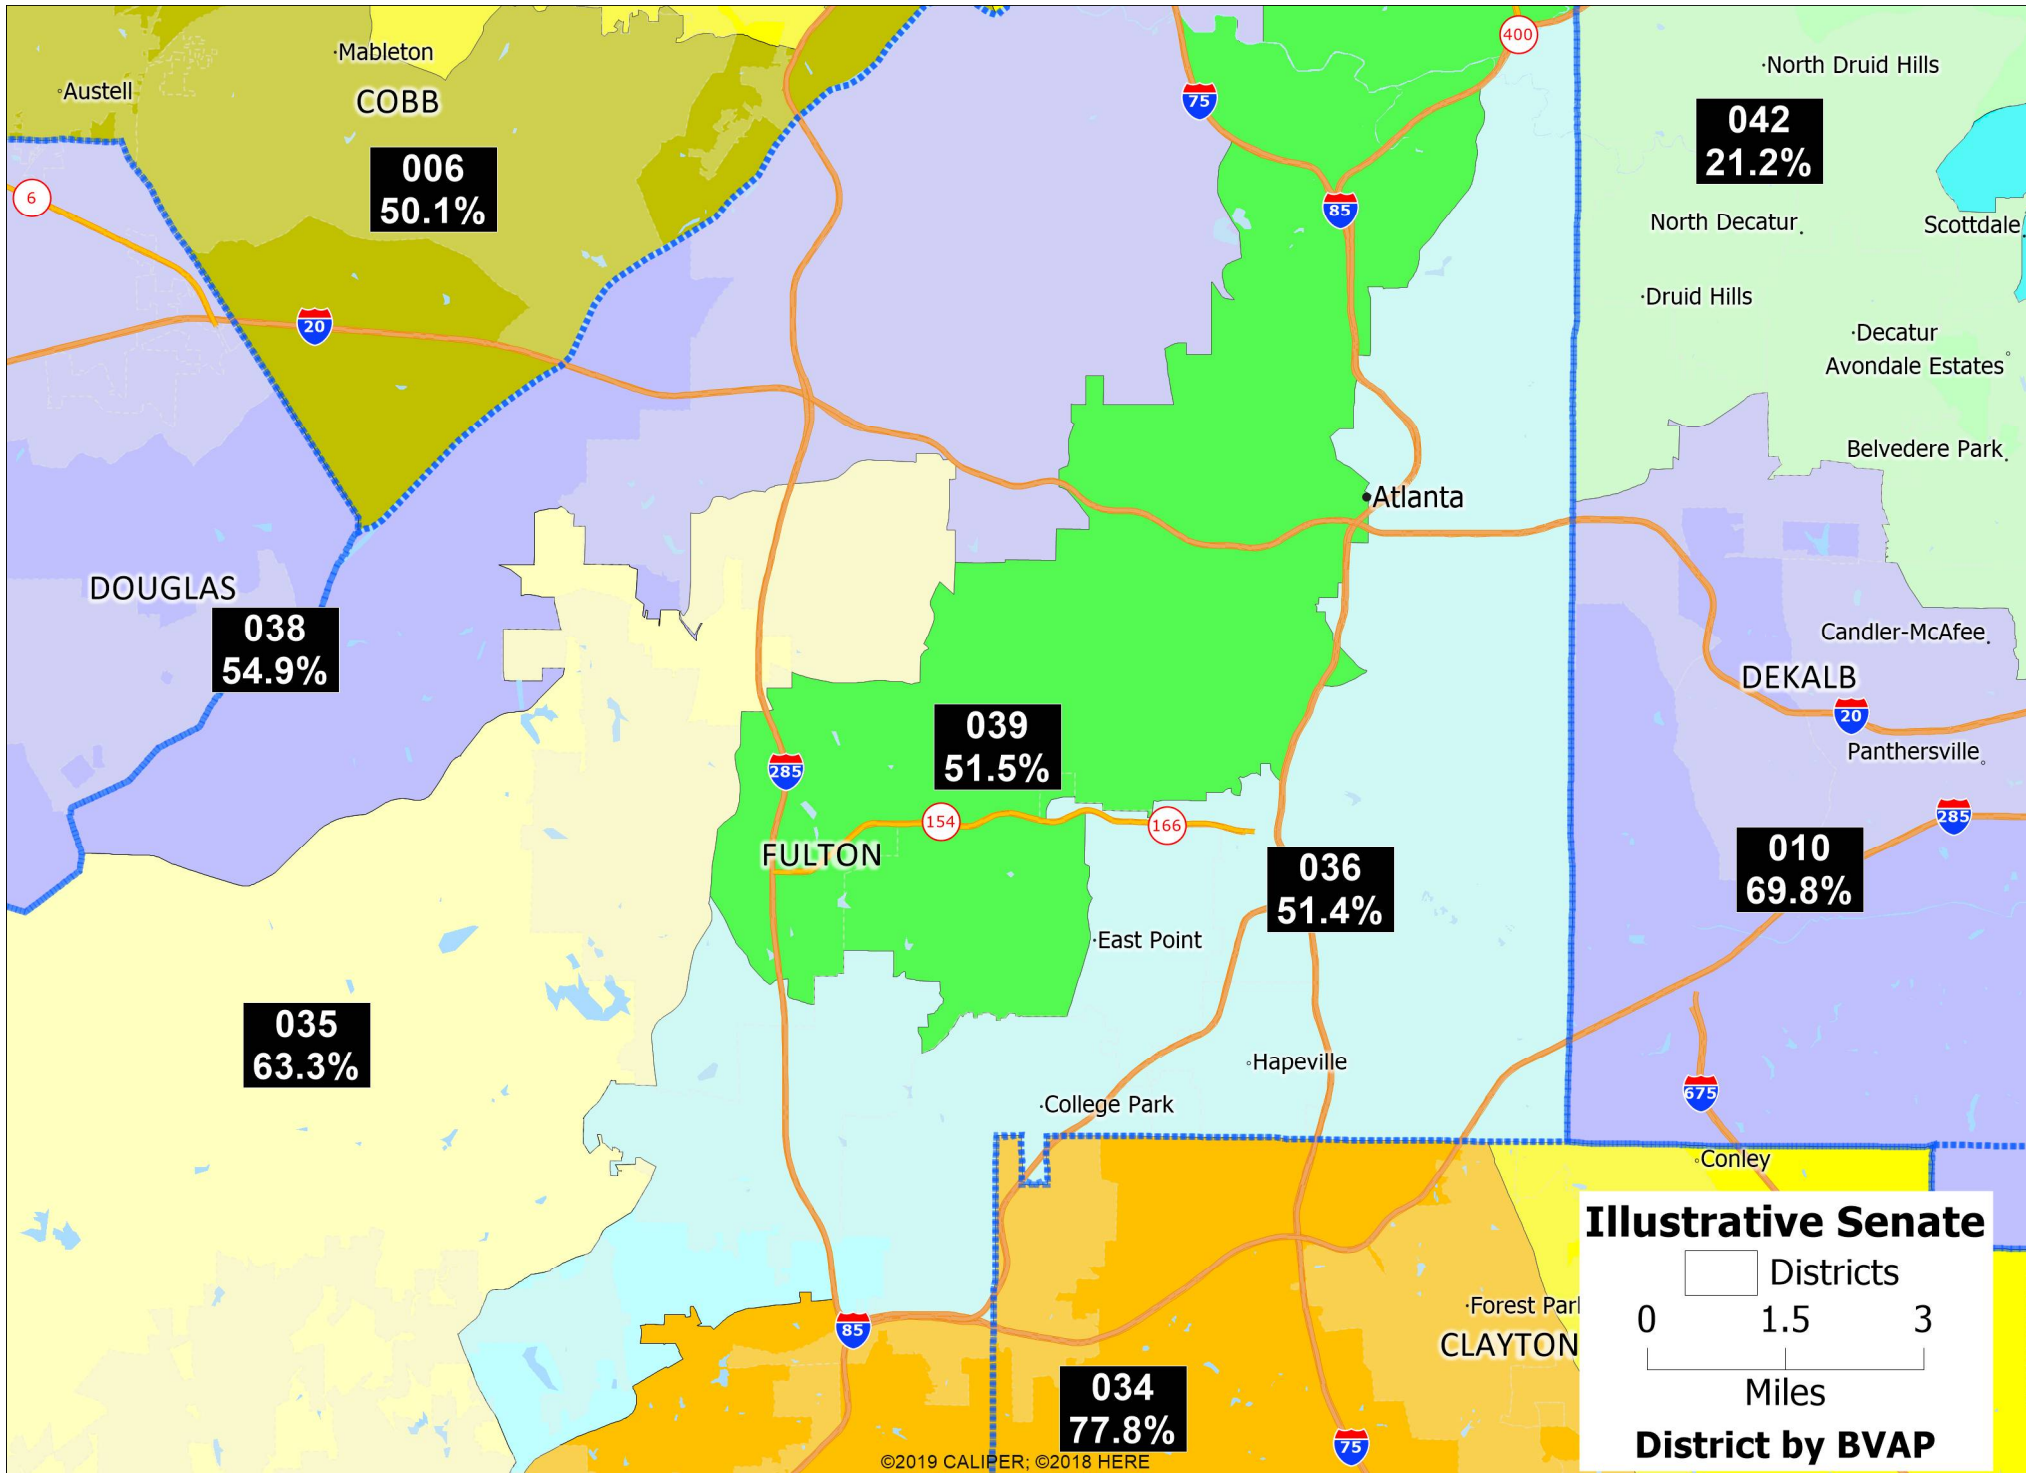 400
Mableton
North Druid Hills
Austell
COBB
75
042
21.2%
006
50.1%
6
85
North Decatur
Scottdale
Druid Hills
20
Decatur
Avondale Estates
Belvedere Park
Atlanta
DOUGLAS
038
54.9%
Candler-McAfee
DEKALB
039
51.5%
20
Panthersville
285
154
166
285
FULTON
036
51.4%
010
69.8%
East Point
035
63.3%
Hapeville
College Park
675
Conley
Illustrative Senate
Districts
Forest Parl
0 1.5 3
85
CLAYTON
Miles
034
77.8%
75
District by BVAP
©2019 CALIPER; ©2018 HERE